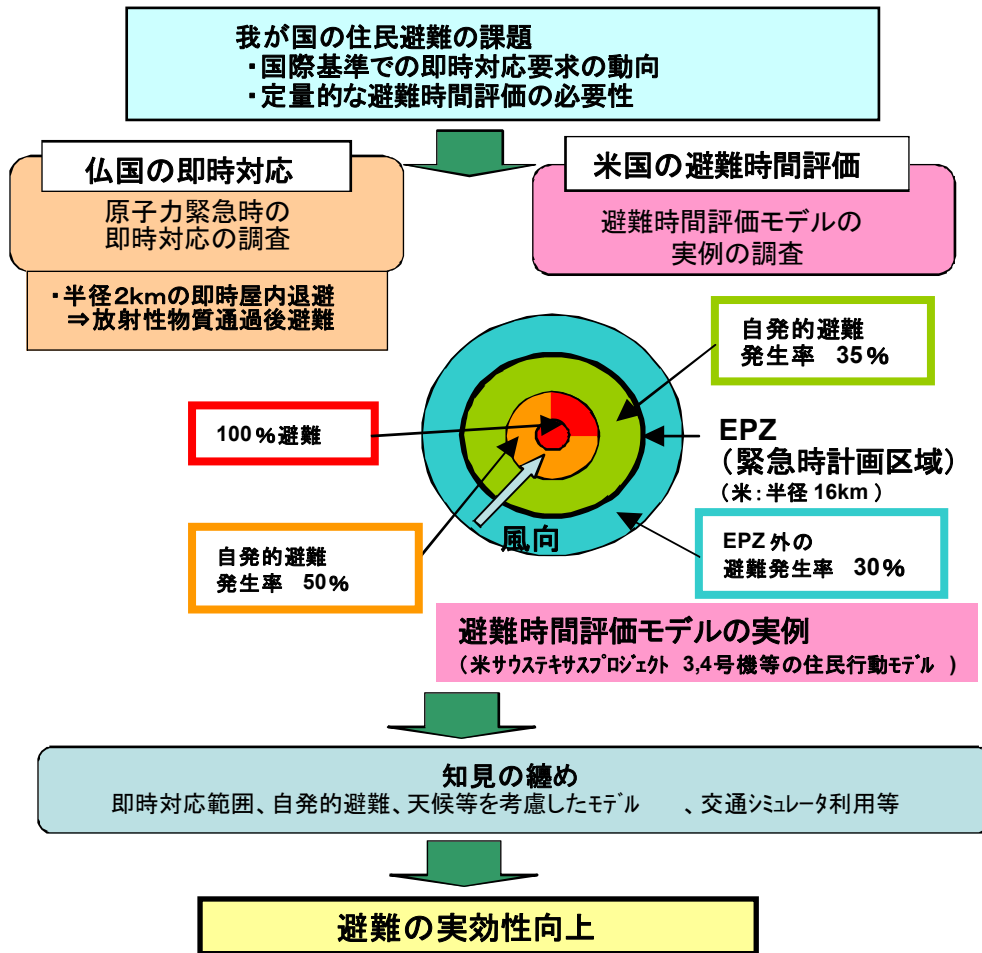 我が国の住民避難の課題
・国際基準での即時対応要求の動向
・定量的な避難時間評価の必要性
仏国の即時対応
原子力緊急時の
即時対応の調査
・半径2kmの即時屋内退避
⇒放射性物質通過後避難
米国の避難時間評価
避難時間評価モデルの
実例の調査
自発的避難
発生率 35%
100%避難
EPZ
(緊急時計画区域)
(米:半径 16km)
風向
自発的避難
発生率 50%
EPZ 外の
避難発生率 30%
避難時間評価モデルの実例
(米サウステキサスプロジェクト 3,4号機等の住民行動モデル )
知見の纏め
即時対応範囲、自発的避難、天候等を考慮したモデル 、交通シミュレータ利用等
避難の実効性向上